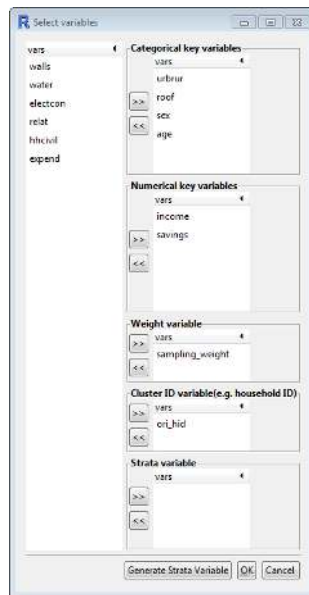 Select variables
vars
walls
water
electcon
relat
hhcivil
expend
Categorical key variables
vars
urbrur
roof
sex
age
>>
<<
Numerical key variables
vars
income
savings
>>
<<
Weight variable
vars
sampling_weight
>>
<<
Cluster ID variable(e.g. household ID)
vars
ori_hid
>>
<<
Strata variable
vars
>>
<<
Generate Strata Variable OK Cancel